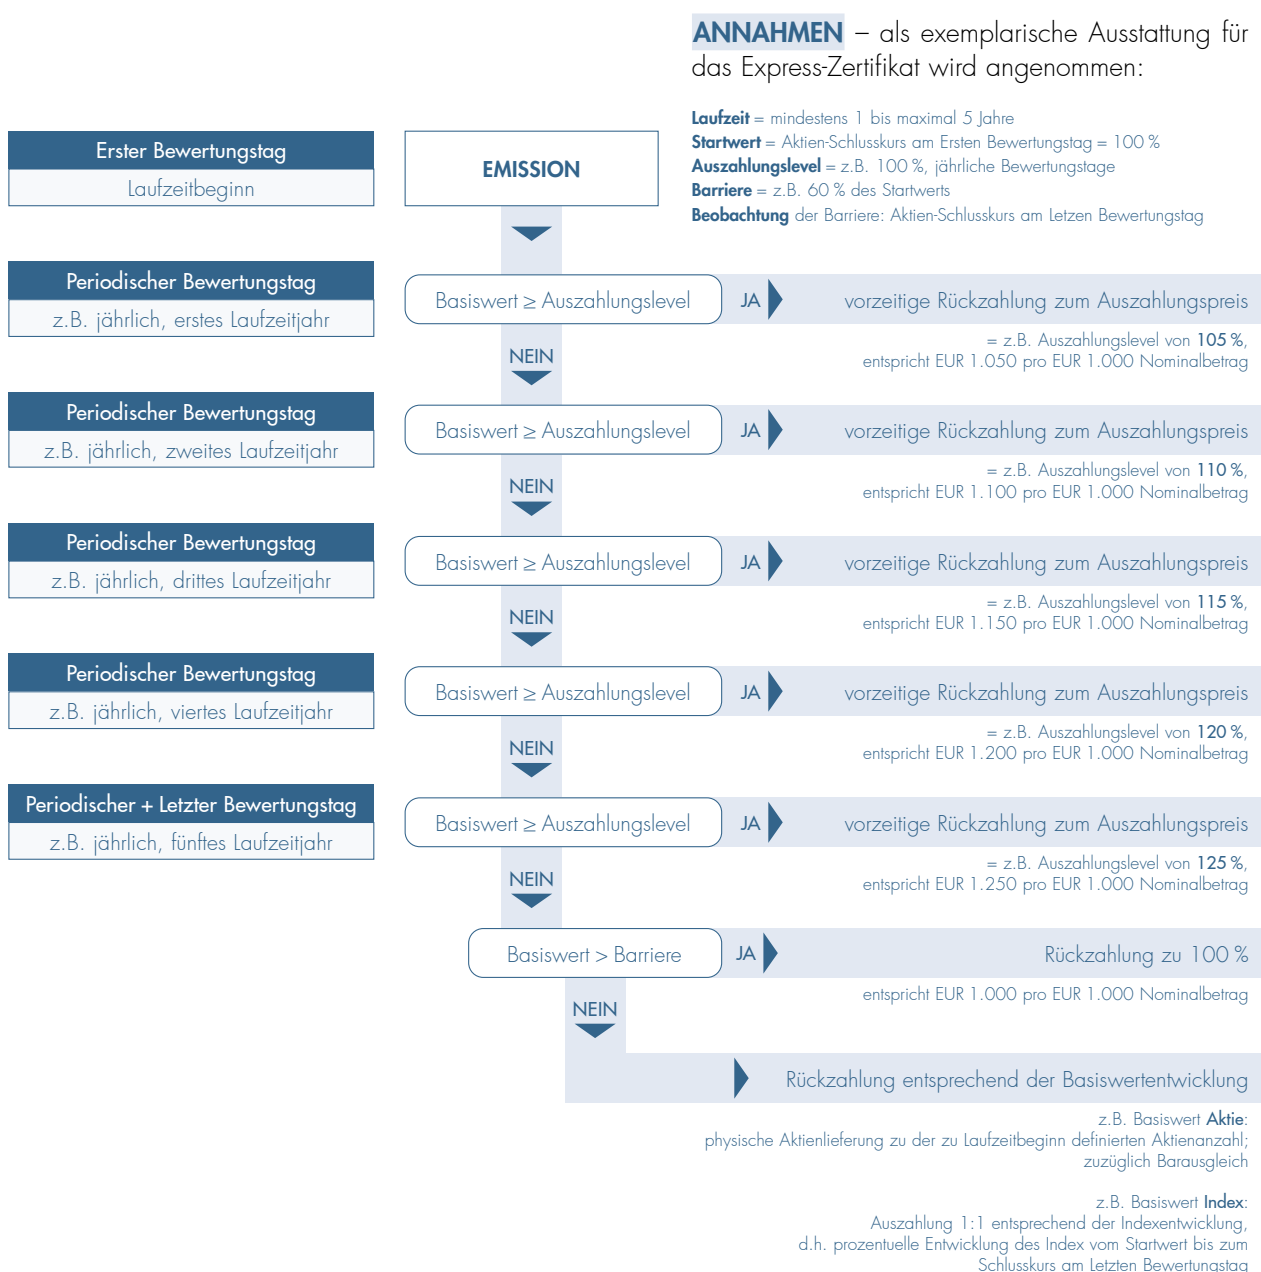 ANNAHMEN – als exemplarische Ausstattung für
das Express-Zertifikat wird angenommen:
Laufzeit = mindestens 1 bis maximal 5 Jahre
Startwert = Aktien-Schlusskurs am Ersten Bewertungstag = 100 %
Auszahlungslevel = z.B. 100 %, jährliche Bewertungstage
Barriere = z.B. 60 % des Startwerts
Beobachtung der Barriere: Aktien-Schlusskurs am Letzen Bewertungstag
Erster Bewertungstag
Laufzeitbeginn
EMISSION
Periodischer Bewertungstag
z.B. jährlich, erstes Laufzeitjahr
Basiswert ≥ Auszahlungslevel
JA
vorzeitige Rückzahlung zum Auszahlungspreis
= z.B. Auszahlungslevel von 105 %,
entspricht EUR 1.050 pro EUR 1.000 Nominalbetrag
NEIN
Periodischer Bewertungstag
z.B. jährlich, zweites Laufzeitjahr
Basiswert ≥ Auszahlungslevel
JA
vorzeitige Rückzahlung zum Auszahlungspreis
= z.B. Auszahlungslevel von 110 %,
entspricht EUR 1.100 pro EUR 1.000 Nominalbetrag
NEIN
Periodischer Bewertungstag
z.B. jährlich, drittes Laufzeitjahr
Basiswert ≥ Auszahlungslevel
JA
vorzeitige Rückzahlung zum Auszahlungspreis
= z.B. Auszahlungslevel von 115 %,
entspricht EUR 1.150 pro EUR 1.000 Nominalbetrag
NEIN
Periodischer Bewertungstag
z.B. jährlich, viertes Laufzeitjahr
Basiswert ≥ Auszahlungslevel
JA
vorzeitige Rückzahlung zum Auszahlungspreis
= z.B. Auszahlungslevel von 120 %,
entspricht EUR 1.200 pro EUR 1.000 Nominalbetrag
NEIN
Periodischer + Letzter Bewertungstag
z.B. jährlich, fünftes Laufzeitjahr
Basiswert ≥ Auszahlungslevel
JA
vorzeitige Rückzahlung zum Auszahlungspreis
= z.B. Auszahlungslevel von 125 %,
entspricht EUR 1.250 pro EUR 1.000 Nominalbetrag
NEIN
Basiswert > Barriere
JA
Rückzahlung zu 100 %
entspricht EUR 1.000 pro EUR 1.000 Nominalbetrag
NEIN
Rückzahlung entsprechend der Basiswertentwicklung
z.B. Basiswert Aktie:
physische Aktienlieferung zu der zu Laufzeitbeginn definierten Aktienanzahl;
zuzüglich Barausgleich
z.B. Basiswert Index:
Auszahlung 1:1 entsprechend der Indexentwicklung,
d.h. prozentuelle Entwicklung des Index vom Startwert bis zum
Schlusskurs am Letzten Bewertungstag